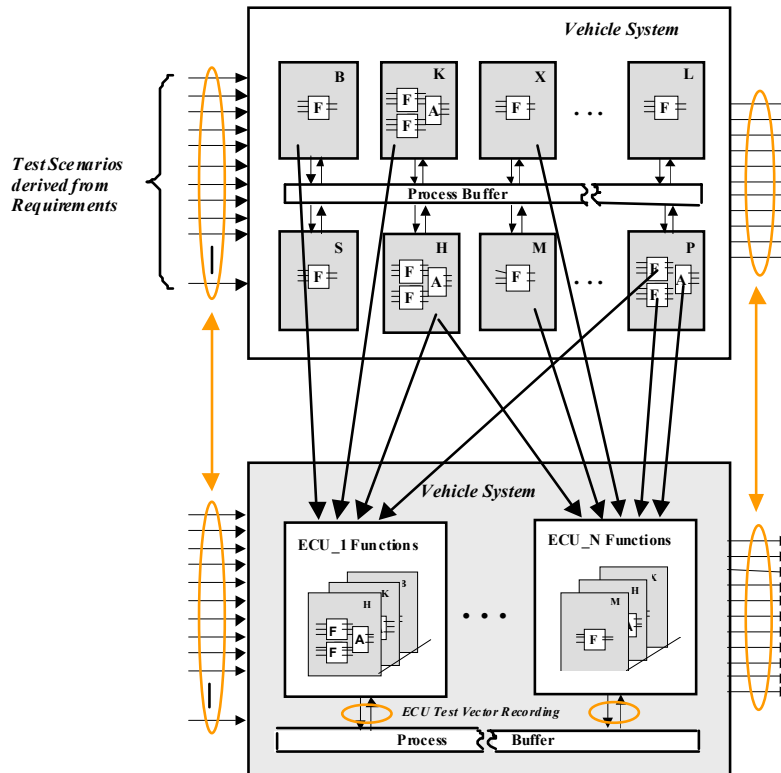 Vehicle System
B
K
X
L
F
F
A
F
F
F
. . .
Test Scenarios
derived from
Requirements
Process Buffer
S
H
M
P
F
F
A
F
F
F
A
F
. . .
Vehicle System
ECU_1 Functions
ECU_N Functions
B
K
H
F
A
F
X
H
A
M
F
. . .
ECU Test Vector Recording
Process Buffer